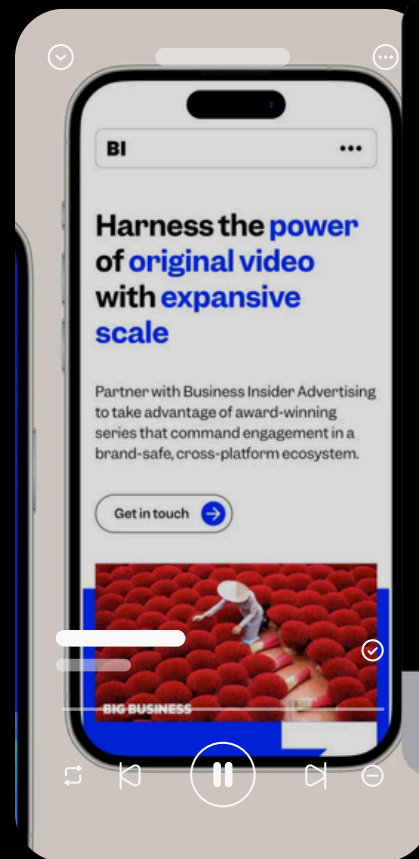 BI
Harness the power
of original video
with expansive
scale
Partner with Business Insider Advertising
to take advantage of award-winning
series that command engagement in a
brand-safe, cross-platform ecosystem.
Get in touch
BIG BUSINESS